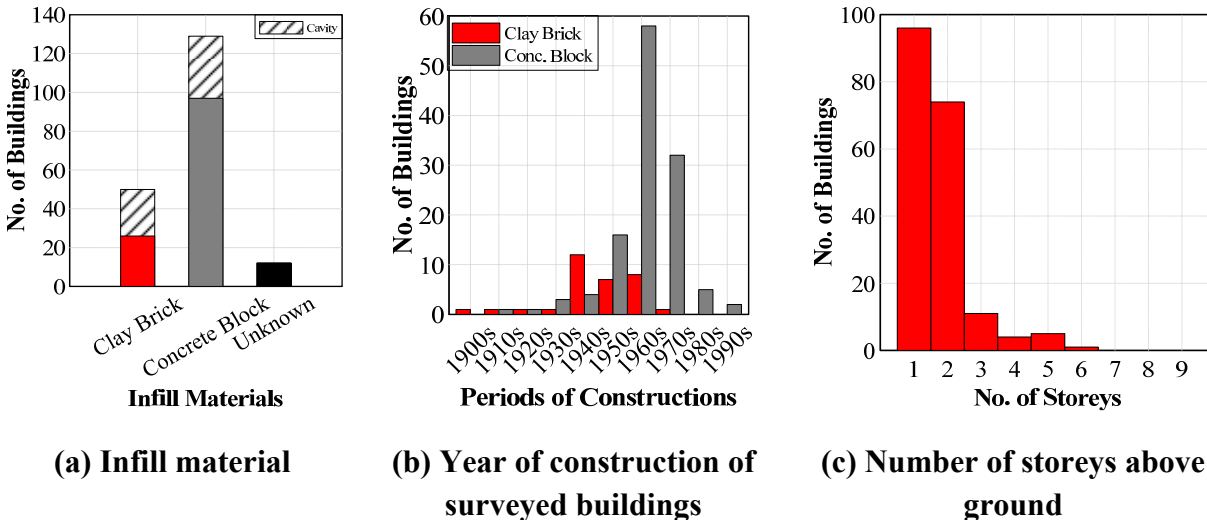 140
120
100
80
60
40
20
0
No. of Buildings
Cavity
Clay Brick
Concrete Block
Unknown
Infill Materials
(a) Infill material
60
50
40
30
20
10
0
No. of Buildings
Clay Brick
Conc. Block
1900s
1910s
1920s
1930s
1940s
1950s
1960s
1970s
1980s
1990s
Periods of Constructions
(b) Year of construction of
surveyed buildings
100
80
60
40
20
0
No. of Buildings
1 2 3 4 5 6 7 8 9
No. of Storeys
(c) Number of storeys above
ground